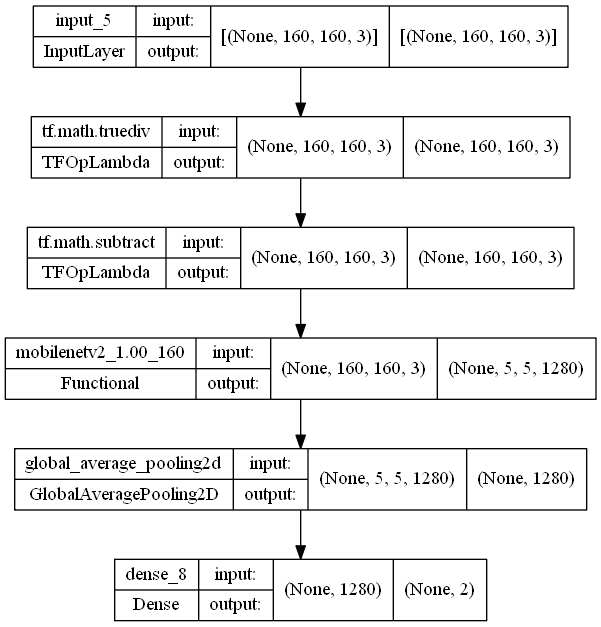 input_5 input: [(None, 160, 160, 3)] [(None, 160, 160, 3)]
InputLayer output:
tf.math.truediv input: (None, 160, 160, 3) (None, 160, 160, 3)
TFOpLambda output:
tf.math.subtract input: (None, 160, 160, 3) (None, 160, 160, 3)
TFOpLambda output:
mobilenetv2_1.00_160 input: (None, 160, 160, 3) (None, 5, 5, 1280)
Functional output:
global_average_pooling2d input: (None, 5, 5, 1280) (None, 1280)
GlobalAveragePooling2D output:
dense_8 input: (None, 1280) (None, 2)
Dense output: